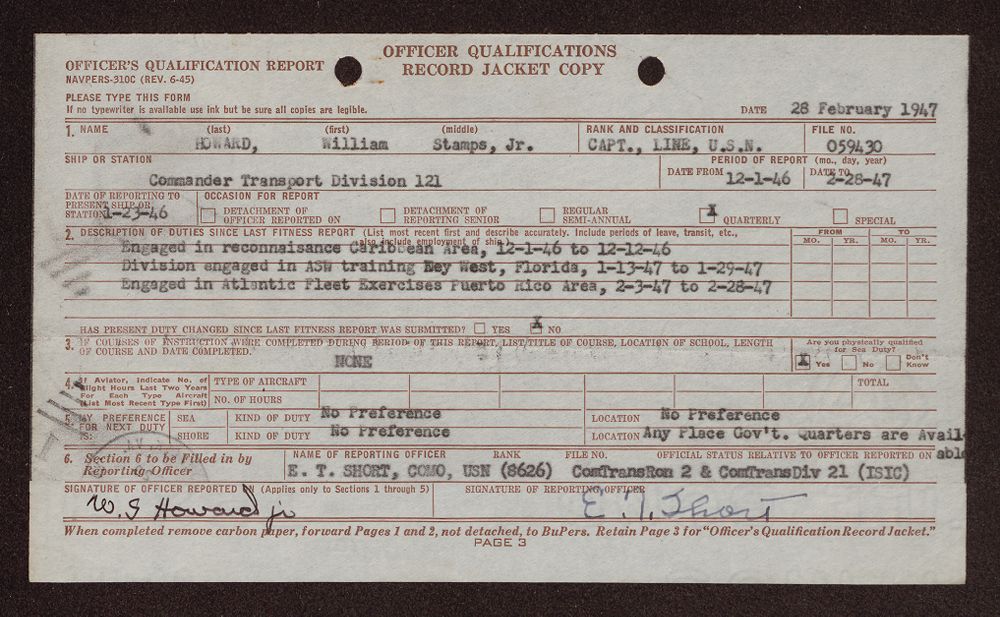 OFFICER'S QUALIFICATION REPORT
NAVPERS-310C (REV. 6-45)
OFFICER QUALIFICATIONS
RECORD JACKET COPY
PLEASE TYPE THIS FORM
If no typewriter is available use ink but be sure all copies are legible.
DATE 28 February 1947
1. NAME (last) (first) (middle) RANK AND CLASSIFICATION FILE NO.
HOWARD, William Stamps, Jr. CAPT., LINE, U.S.N. 059430
SHIP OR STATION PERIOD OF REPORT (mo., day, year)
Commander Transport Division 121 DATE FROM 12-1-46 DATE TO 2-28-47
DATE OF REPORTING TO PRESENT SHIP OR STATION 1-23-46
OCCASION FOR REPORT
DETACHMENT OF OFFICER REPORTED ON
DETACHMENT OF REPORTING SENIOR
REGULAR SEMI-ANNUAL
X QUARTERLY
SPECIAL
2. DESCRIPTION OF DUTIES SINCE LAST FITNESS REPORT (List most recent first and describe accurately. Include periods of leave, transit, etc., also include employment of ship.)
FROM TO
MO. YR. MO. YR.
Engaged in reconnaisance Caribbean Area, 12-1-46 to 12-12-46
Division engaged in ASW training Key West, Florida, 1-13-47 to 1-29-47
Engaged in Atlantic Fleet Exercises Puerto Rico Area, 2-3-47 to 2-28-47
HAS PRESENT DUTY CHANGED SINCE LAST FITNESS REPORT WAS SUBMITTED? YES X NO
3. IF COURSES OF INSTRUCTION WERE COMPLETED DURING PERIOD OF THIS REPORT, LIST TITLE OF COURSE, LOCATION OF SCHOOL, LENGTH
OF COURSE AND DATE COMPLETED.
NONE
Are you physically qualified
for Sea Duty?
X Yes No Don't Know
4. If Aviator, indicate No. of
Flight Hours Last Two Years
For Each Type Aircraft
(List Most Recent Type First)
TYPE OF AIRCRAFT TOTAL
NO. OF HOURS
5. MY PREFERENCE
FOR NEXT DUTY
IS:
SEA KIND OF DUTY No Preference LOCATION No Preference
SHORE KIND OF DUTY No Preference LOCATION Any Place Gov't. Quarters are Avail-
able
6. Section 6 to be Filled in by
Reporting Officer
NAME OF REPORTING OFFICER RANK FILE NO. OFFICIAL STATUS RELATIVE TO OFFICER REPORTED ON
E. T. SHORT, COMO, USN (8626) ComTransRon 2 & ComTransDiv 21 (ISIC)
SIGNATURE OF OFFICER REPORTED ON (Applies only to Sections 1 through 5) SIGNATURE OF REPORTING OFFICER
W. S Howard jr E. T. Short
When completed remove carbon paper, forward Pages 1 and 2, not detached, to BuPers. Retain Page 3 for "Officer's Qualification Record Jacket."
PAGE 3